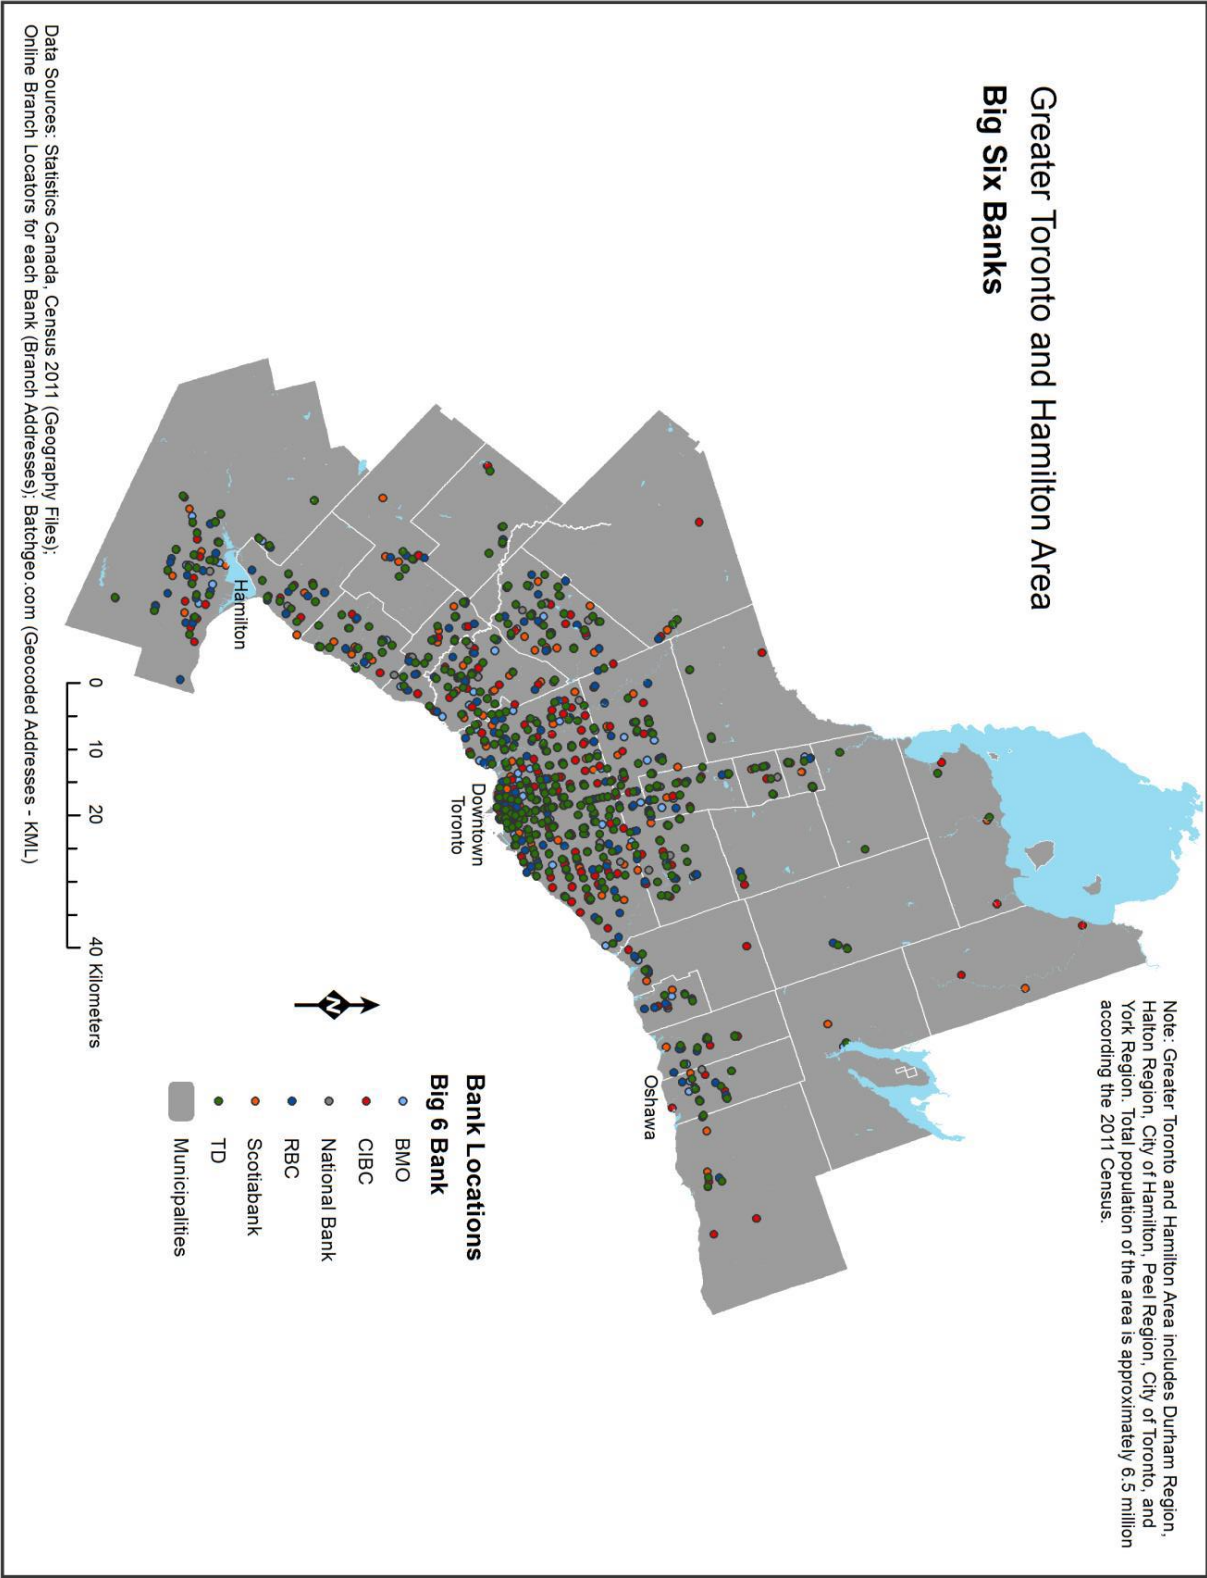 Greater Toronto and Hamilton Area
Big Six Banks
Note: Greater Toronto and Hamilton Area includes Durham Region,
Halton Region, City of Hamilton, Peel Region, City of Toronto, and
York Region. Total population of the area is approximately 6.5 million
according the 2011 Census.
Oshawa
Downtown
Toronto
Hamilton
Bank Locations
Big 6 Bank
BMO
CIBC
National Bank
RBC
Scotiabank
TD
Municipalities
N
0 10 20 40 Kilometers
Data Sources: Statistics Canada, Census 2011 (Geography Files);
Online Branch Locators for each Bank (Branch Addresses); Batchgeo.com (Geocoded Addresses - KML)